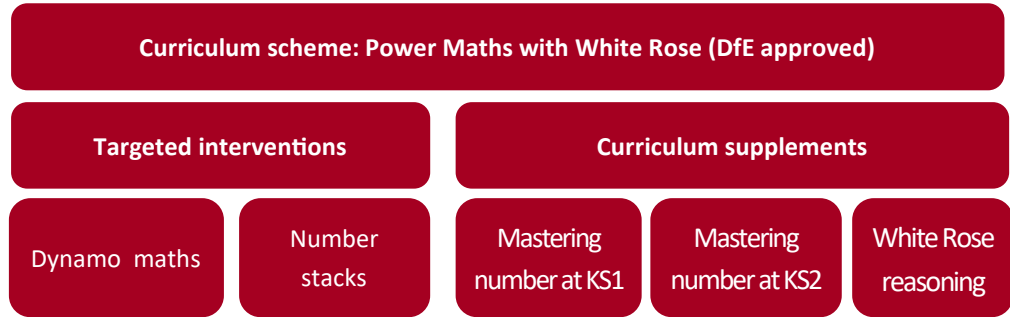 Curriculum scheme: Power Maths with White Rose (DfE approved)
Targeted interventions
Curriculum supplements
Dynamo maths
Number
stacks
Mastering
number at KS1
Mastering
number at KS2
White Rose
reasoning